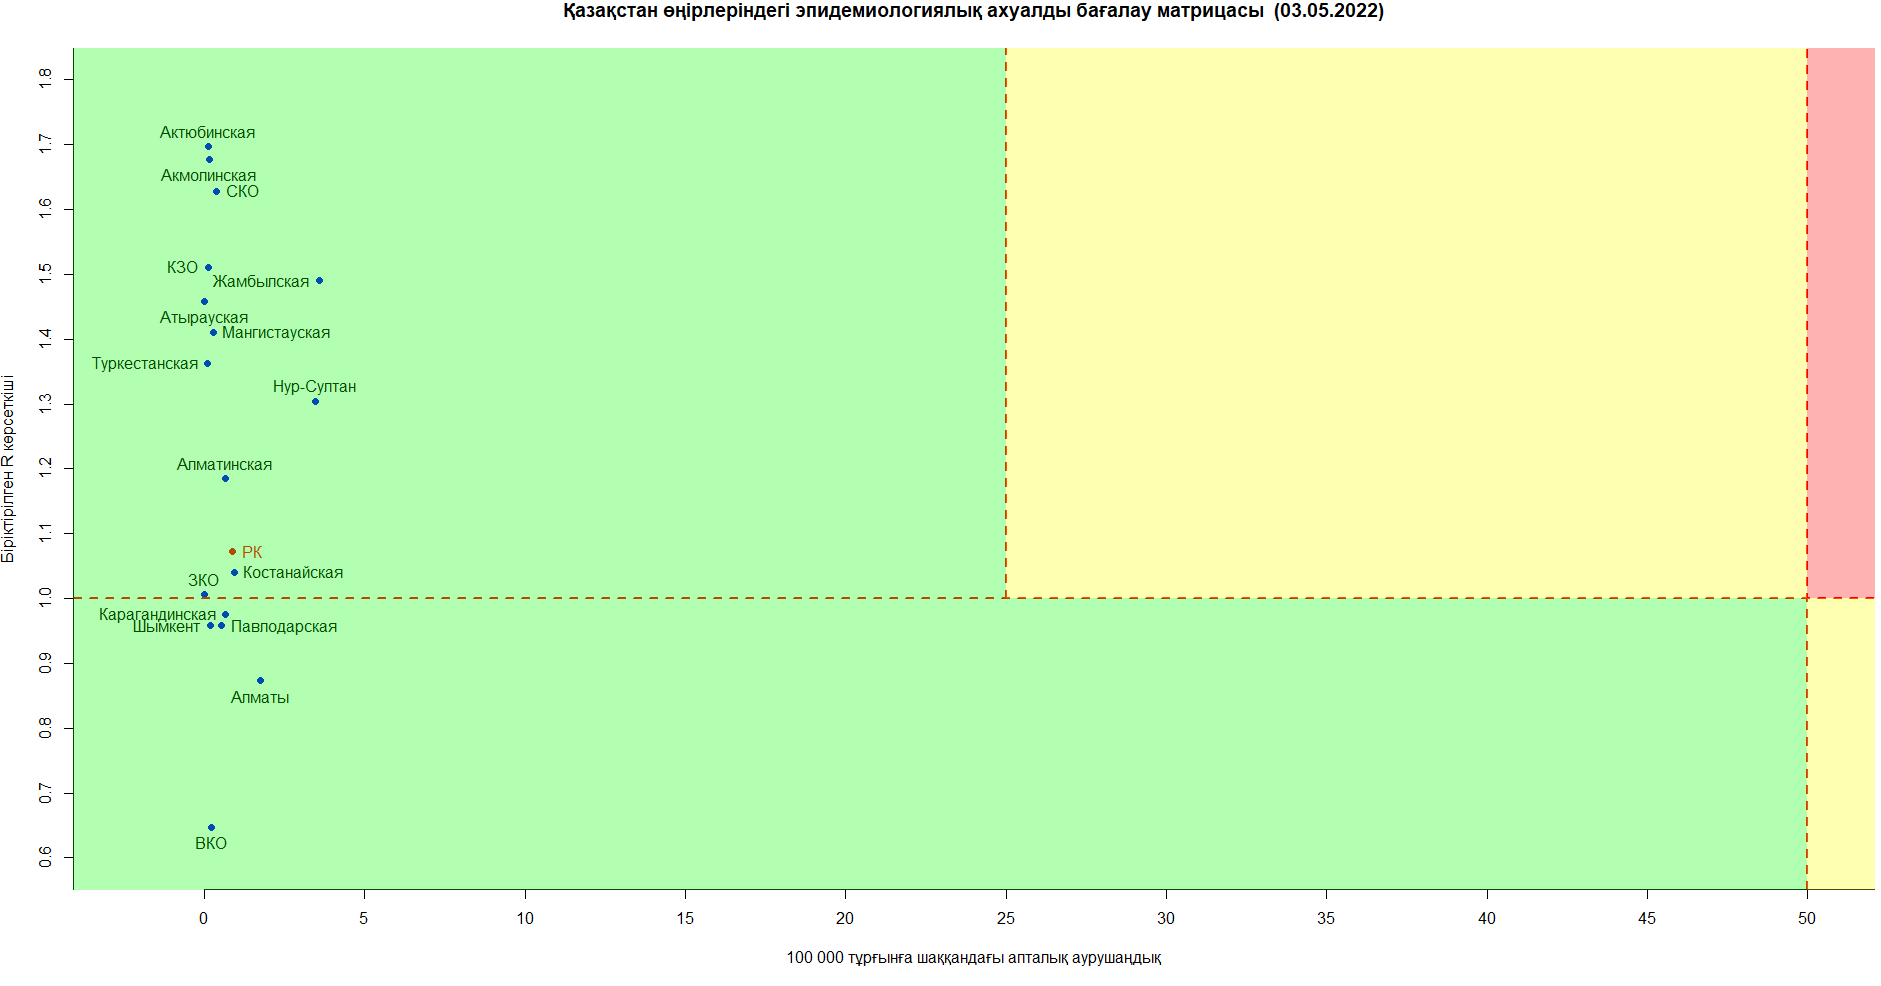 Қазақстан өңірлеріндегі эпидемиологиялық ахуалды бағалау матрицасы (03.05.2022)
Біріктірілген R көрсеткіші
1.8
1.7
1.6
1.5
1.4
1.3
1.2
1.1
1.0
0.9
0.8
0.7
0.6
Актюбинская
Акмолинская
СКО
КЗО
Жамбылская
Атырауская
Мангистауская
Туркестанская
Нур-Султан
Алматинская
РК
Костанайская
ЗКО
Карагандинская
Шымкент
Павлодарская
Алматы
ВКО
0 5 10 15 20 25 30 35 40 45 50
100 000 тұрғынға шаққандағы апталық аурушаңдық